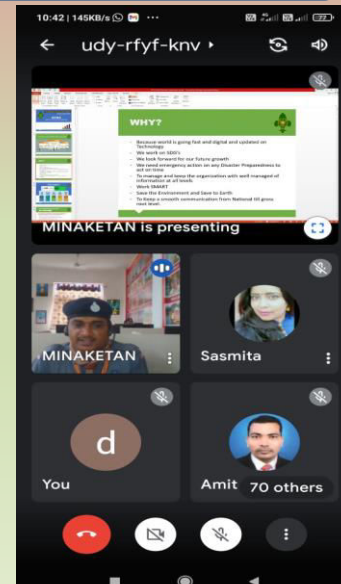 10:42 | 145KB/s
udy-rfyf-knv
WHY?
Because world is going fast and digital and updated on
Technology
We work on SDG's
We look forward for our future growth
We need emergency action on any Disaster Preparedness to
act on time
To manage and keep the organization with well managed of
information at all levels
Work SMART
Save the Environment and Save to Earth
To Keep a smooth communication from National till gross
root level.
MINAKETAN is presenting
MINAKETAN
Sasmita
d
You
Amit
70 others